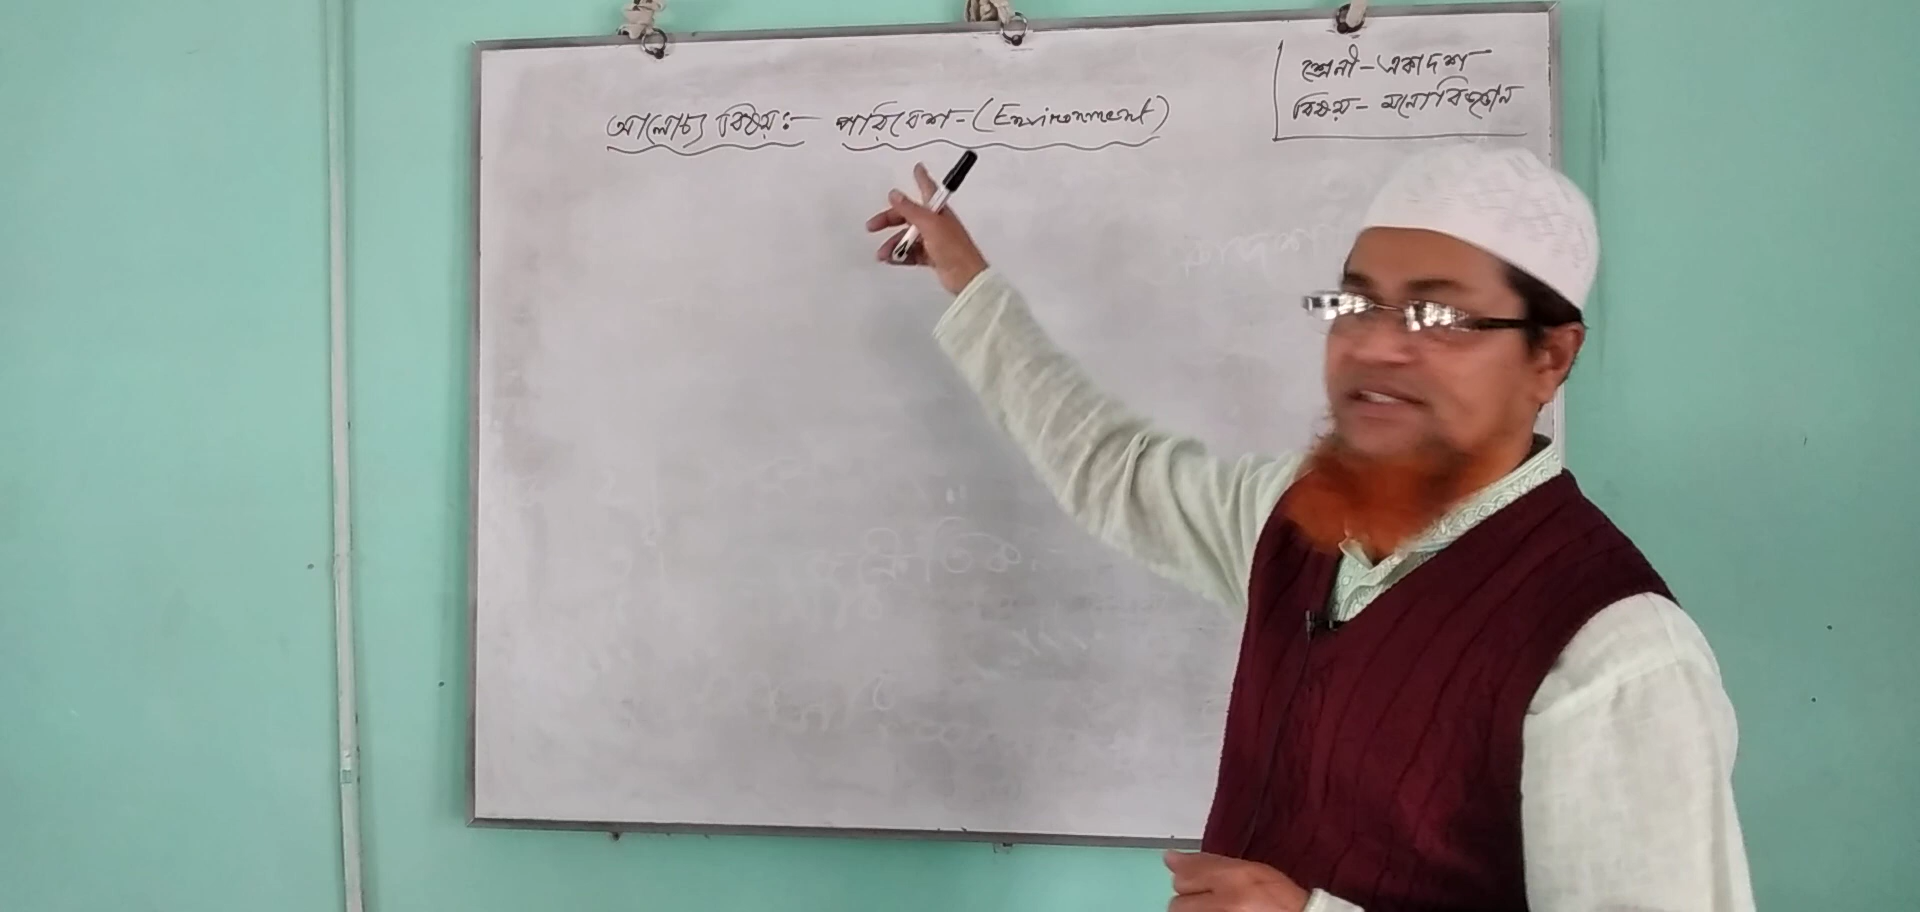 শ্রেনী - একাদশ
বিষয় - মনোবিজ্ঞান
আলোচ্য বিষয়ঃ- পরিবেশ - (Environment)